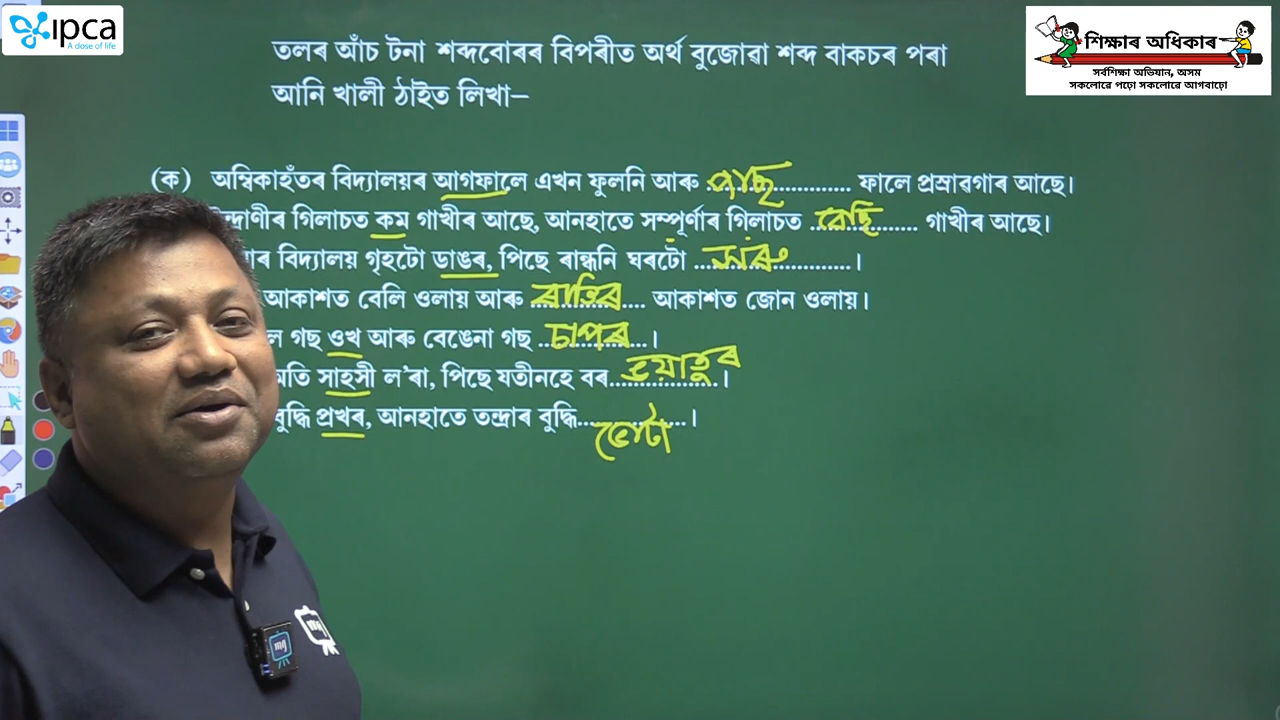 ipca
A dose of life
শিক্ষাৰ অধিকাৰ
সৰ্বশিক্ষা অভিযান, অসম
সকলোৱে পঢ়ো সকলোৱে আগবাঢ়ো
তলৰ আঁচ টনা শব্দবোৰৰ বিপৰীত অৰ্থ বুজোৱা শব্দ বাকচৰ পৰা
আনি খালী ঠাইত লিখা–
(ক) অম্বিকাহঁতৰ বিদ্যালয়ৰ আগফালে এখন ফুলনি আৰু পাছ ফালে প্ৰস্ৰাৱগাৰ আছে।
গিলাচত কম গাখীৰ আছে, আনহাতে সম্পূৰ্ণাৰ গিলাচত বেছি গাখীৰ আছে।
বিদ্যালয় গৃহটো ডাঙৰ, পিছে ৰান্ধনি ঘৰটো সৰু।
আকাশত বেলি ওলায় আৰু ৰাতিৰ আকাশত জোন ওলায়।
গছ ওখ আৰু বেঙেনা গছ চাপৰ।
সাহসী ল'ৰা, পিছে যতীনহে বৰ ভয়াতুৰ।
বুদ্ধি প্ৰখৰ, আনহাতে তন্দ্ৰাৰ বুদ্ধি ভোটা।
mg
mg